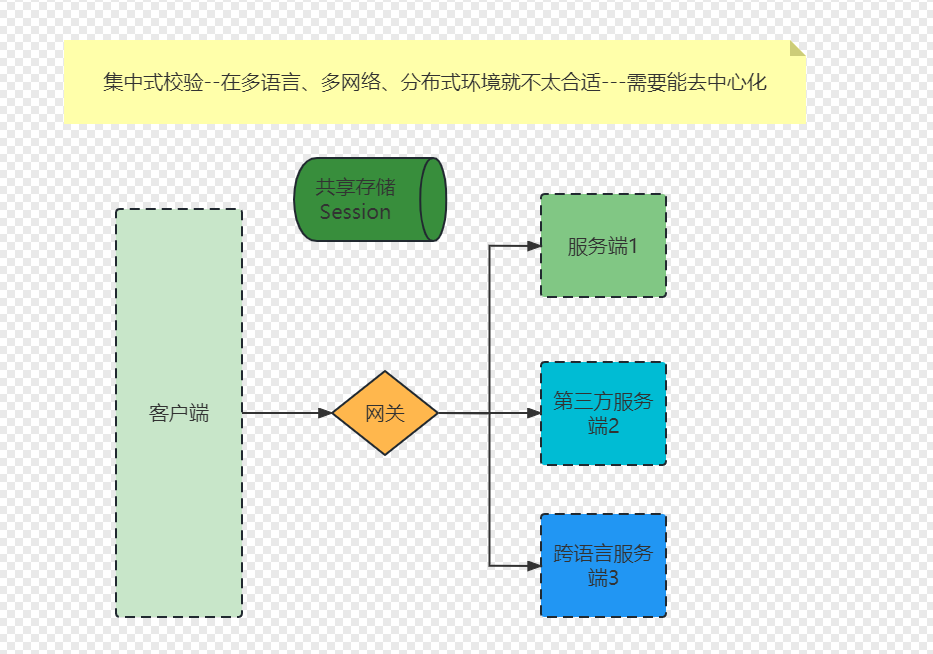 集中式校验--在多语言、多网络、分布式环境就不太合适---需要能去中心化
共享存储
Session
服务端1
客户端
网关
第三方服务
端2
跨语言服务
端3